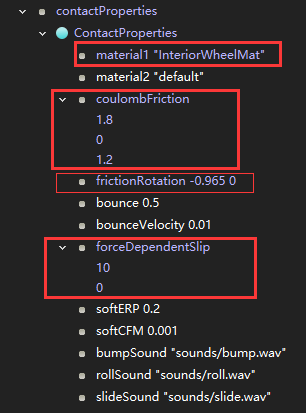 contactProperties
ContactProperties
material1 "InteriorWheelMat"
material2 "default"
coulombFriction
1.8
0
1.2
frictionRotation -0.965 0
bounce 0.5
bounceVelocity 0.01
forceDependentSlip
10
0
softERP 0.2
softCFM 0.001
bumpSound "sounds/bump.wav"
rollSound "sounds/roll.wav"
slideSound "sounds/slide.wav"